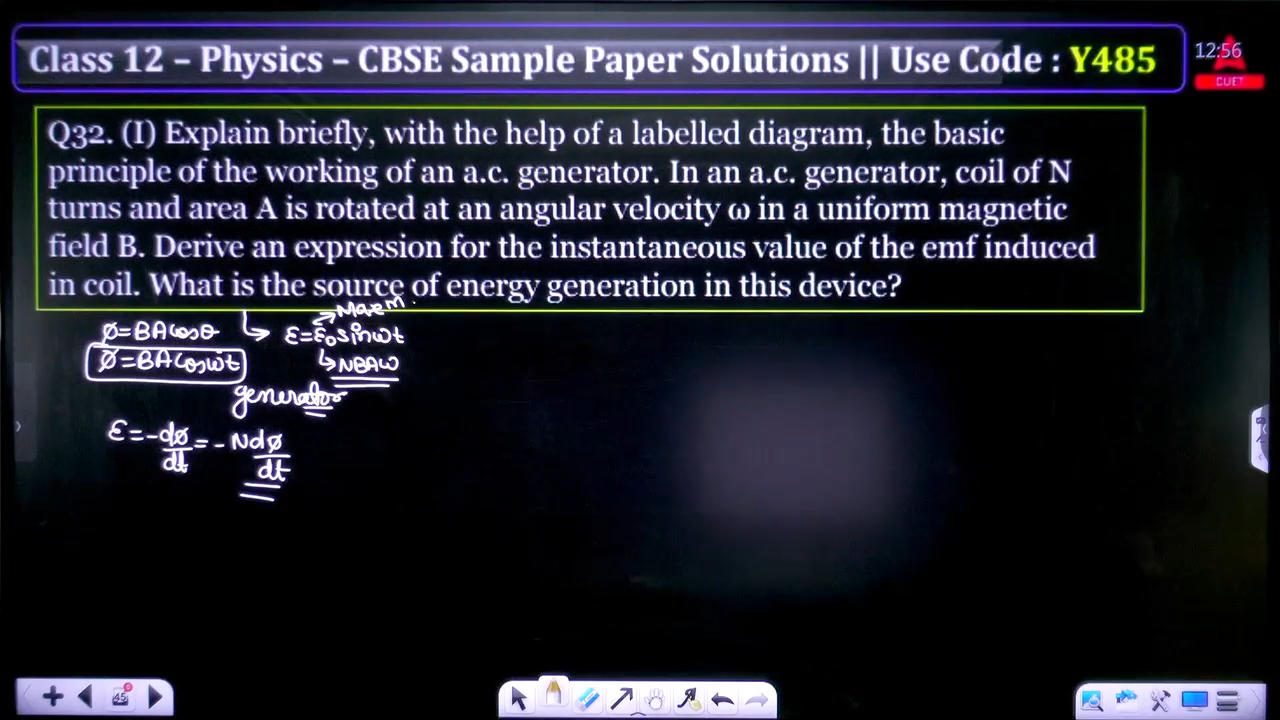 Class 12 – Physics – CBSE Sample Paper Solutions || Use Code : Y485
12:56
CUET
Q32. (I) Explain briefly, with the help of a labelled diagram, the basic
principle of the working of an a.c. generator. In an a.c. generator, coil of N
turns and area A is rotated at an angular velocity ω in a uniform magnetic
field B. Derive an expression for the instantaneous value of the emf induced
in coil. What is the source of energy generation in this device?
ø=BAcosθ
ø=BAcosωt
→ Maxm.
ε=ε₀sinωt
↳NBAω
generator
ε=-dø/dt=-Ndø/dt
45